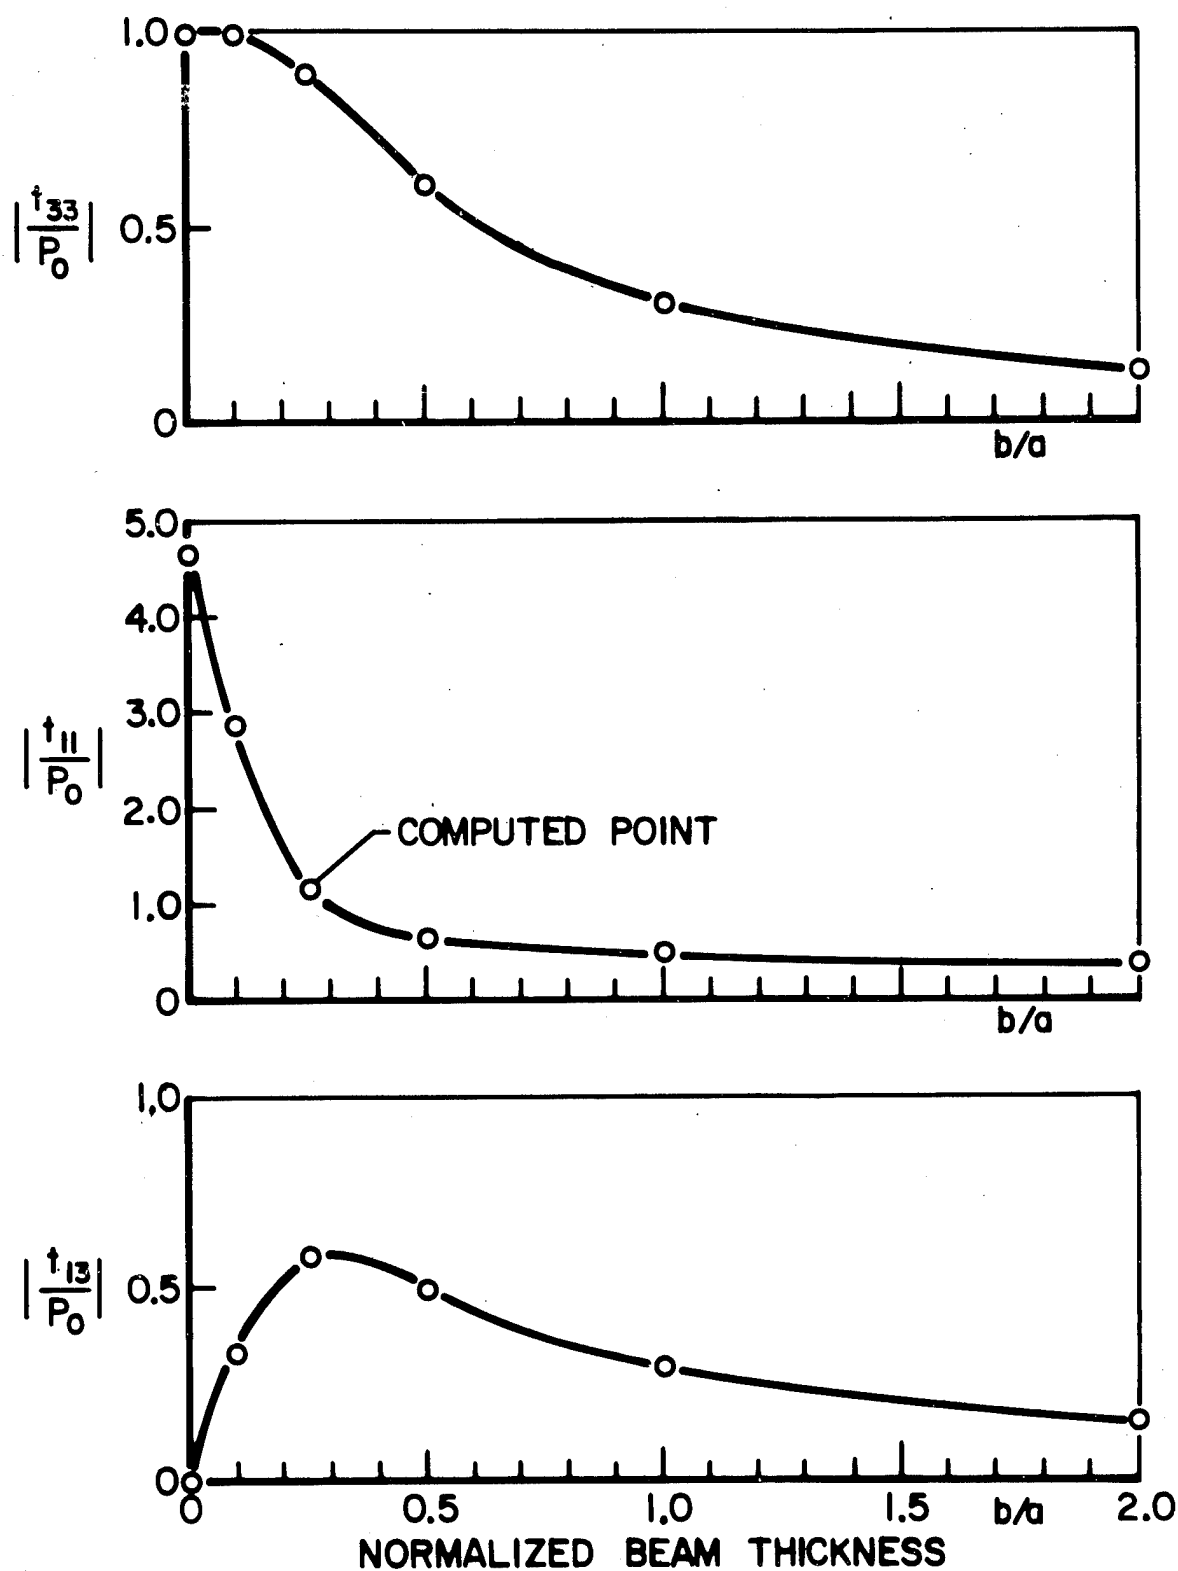 1.0
|t33/P0|
0.5
0
b/a
5.0
4.0
3.0
|t11/P0|
2.0
COMPUTED POINT
1.0
0
b/a
1.0
|t13/P0|
0.5
0
0 0.5 1.0 1.5 b/a 2.0
NORMALIZED BEAM THICKNESS